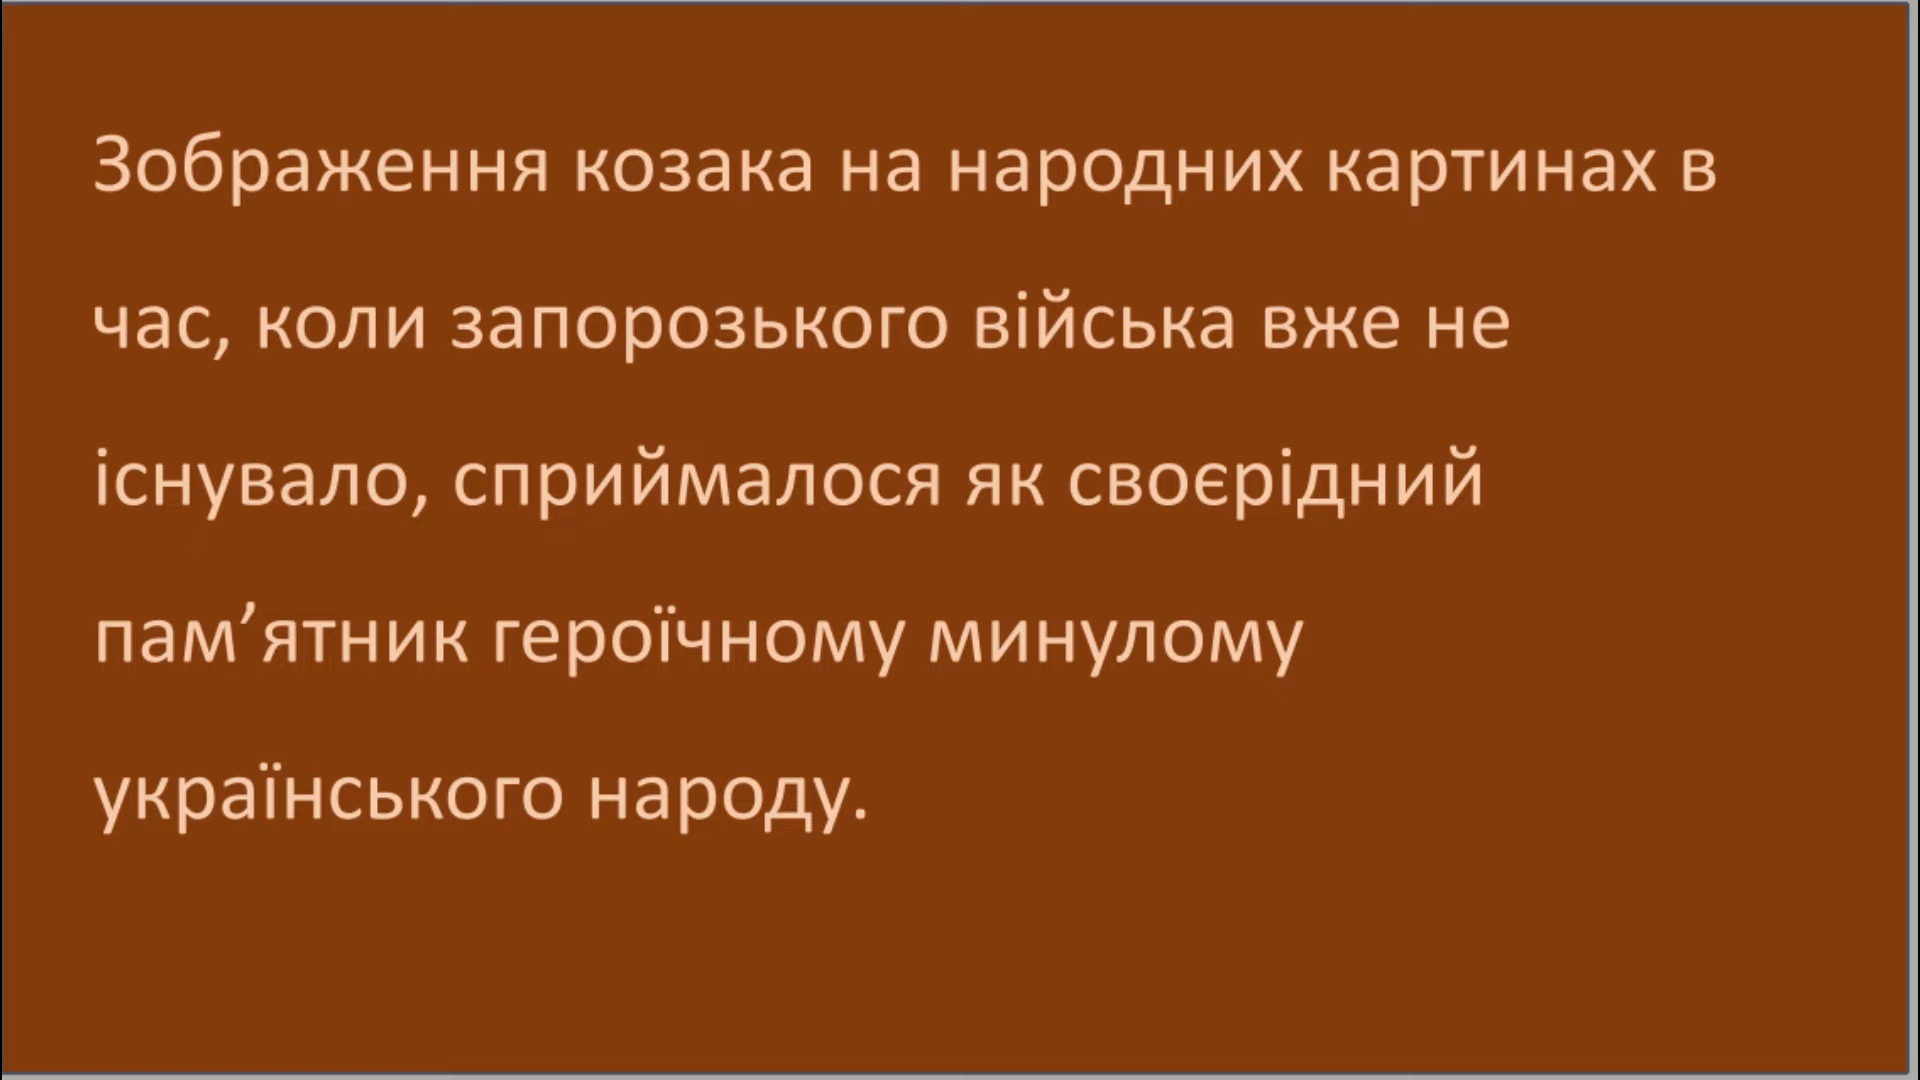 Зображення козака на народних картинах в
час, коли запорозького війська вже не
існувало, сприймалося як своєрідний
пам’ятник героїчному минулому
українського народу.